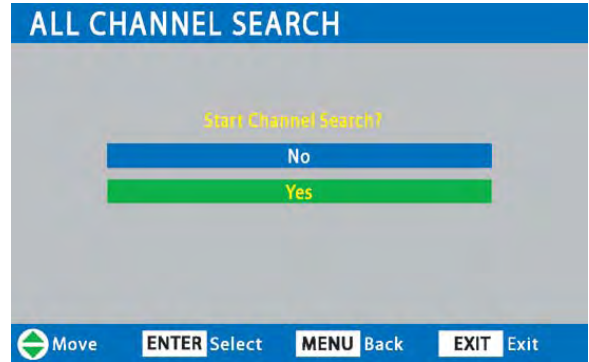 ALL CHANNEL SEARCH
Start Channel Search?
No
Yes
Move ENTER Select MENU Back EXIT Exit